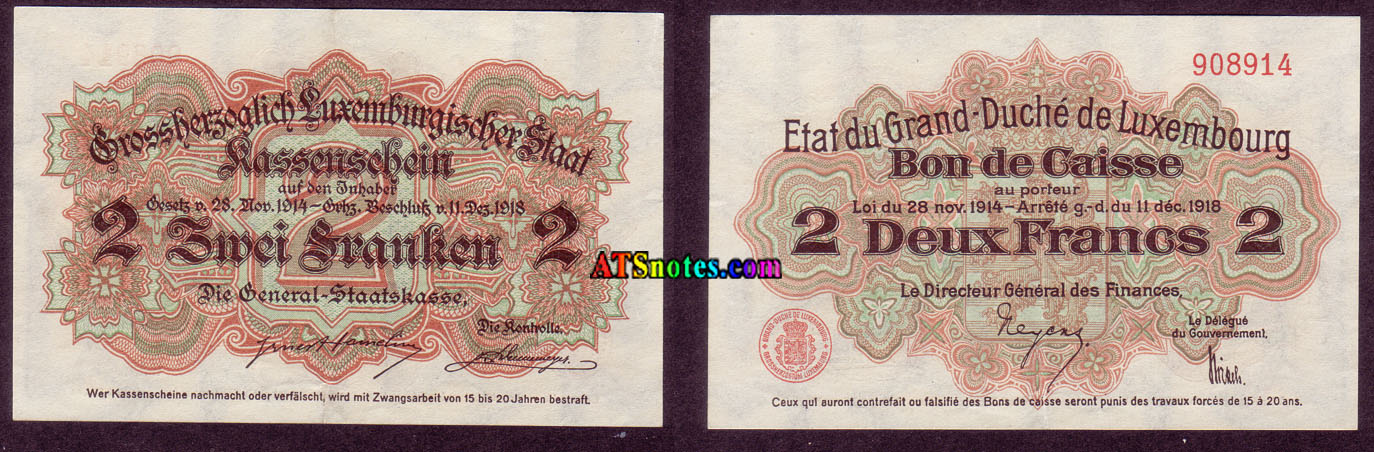 Grossherzoglich Luxemburgischer Staat
Kassenschein
auf den Inhaber
Gesetz v. 28. Nov. 1914 – Grhz. Beschluß v. 11. Dez. 1918
2 Zwei Franken 2
2
Die General-Staatskasse,
Die Kontrolle.
Wer Kassenscheine nachmacht oder verfälscht, wird mit Zwangsarbeit von 15 bis 20 Jahren bestraft.
ATSnotes.com
908914
Etat du Grand-Duché de Luxembourg
Bon de Caisse
au porteur
Loi du 28 nov. 1914 – Arrêté g.-d. du 11 déc. 1918
2 Deux Francs 2
Le Directeur Général des Finances,
Le Délégué
du Gouvernement,
GRAND-DUCHÉ DE LUXEMBOURG
Ceux qui auront contrefait ou falsifié des Bons de caisse seront punis des travaux forcés de 15 à 20 ans.